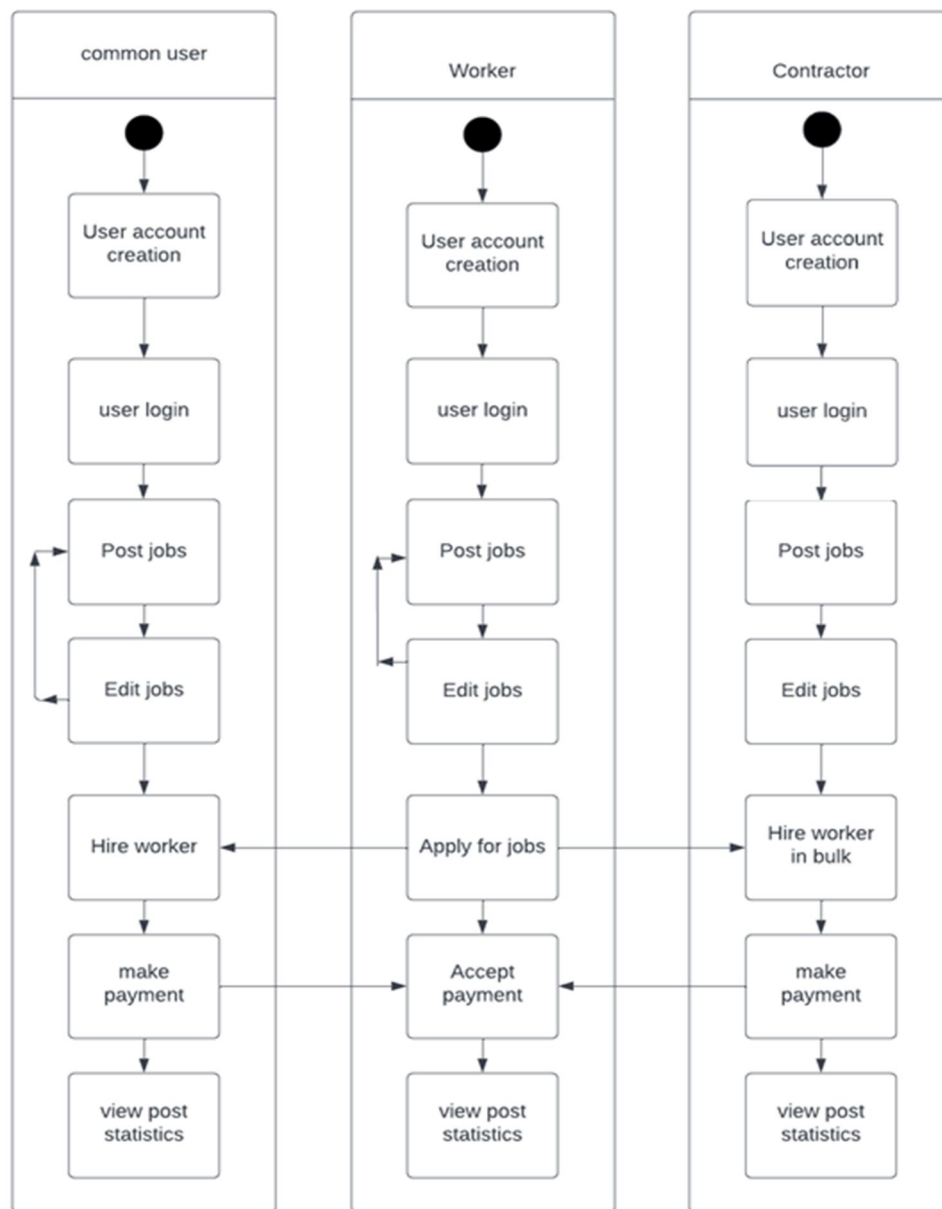 common user
User account
creation
user login
Post jobs
Edit jobs
Hire worker
make
payment
view post
statistics
Worker
User account
creation
user login
Post jobs
Edit jobs
Apply for jobs
Accept
payment
view post
statistics
Contractor
User account
creation
user login
Post jobs
Edit jobs
Hire worker
in bulk
make
payment
view post
statistics